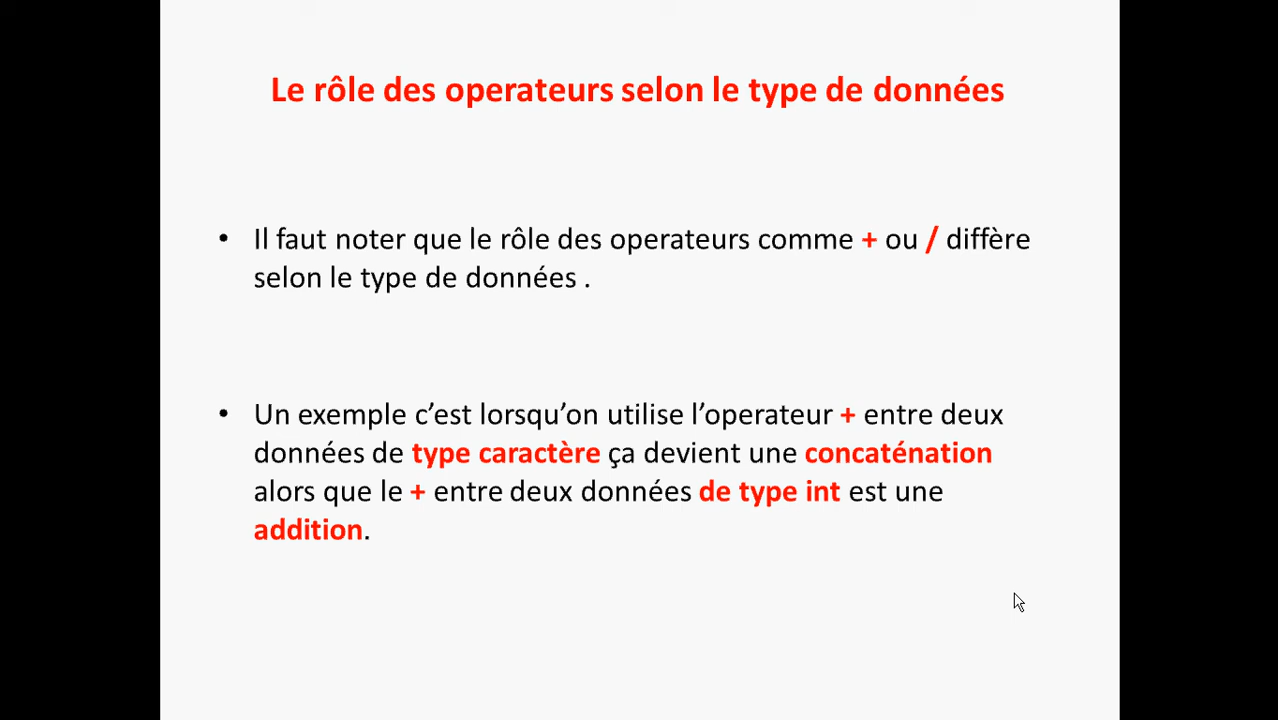 Le rôle des operateurs selon le type de données
• Il faut noter que le rôle des operateurs comme + ou / diffère
selon le type de données .
• Un exemple c’est lorsqu’on utilise l’operateur + entre deux
données de type caractère ça devient une concaténation
alors que le + entre deux données de type int est une
addition.